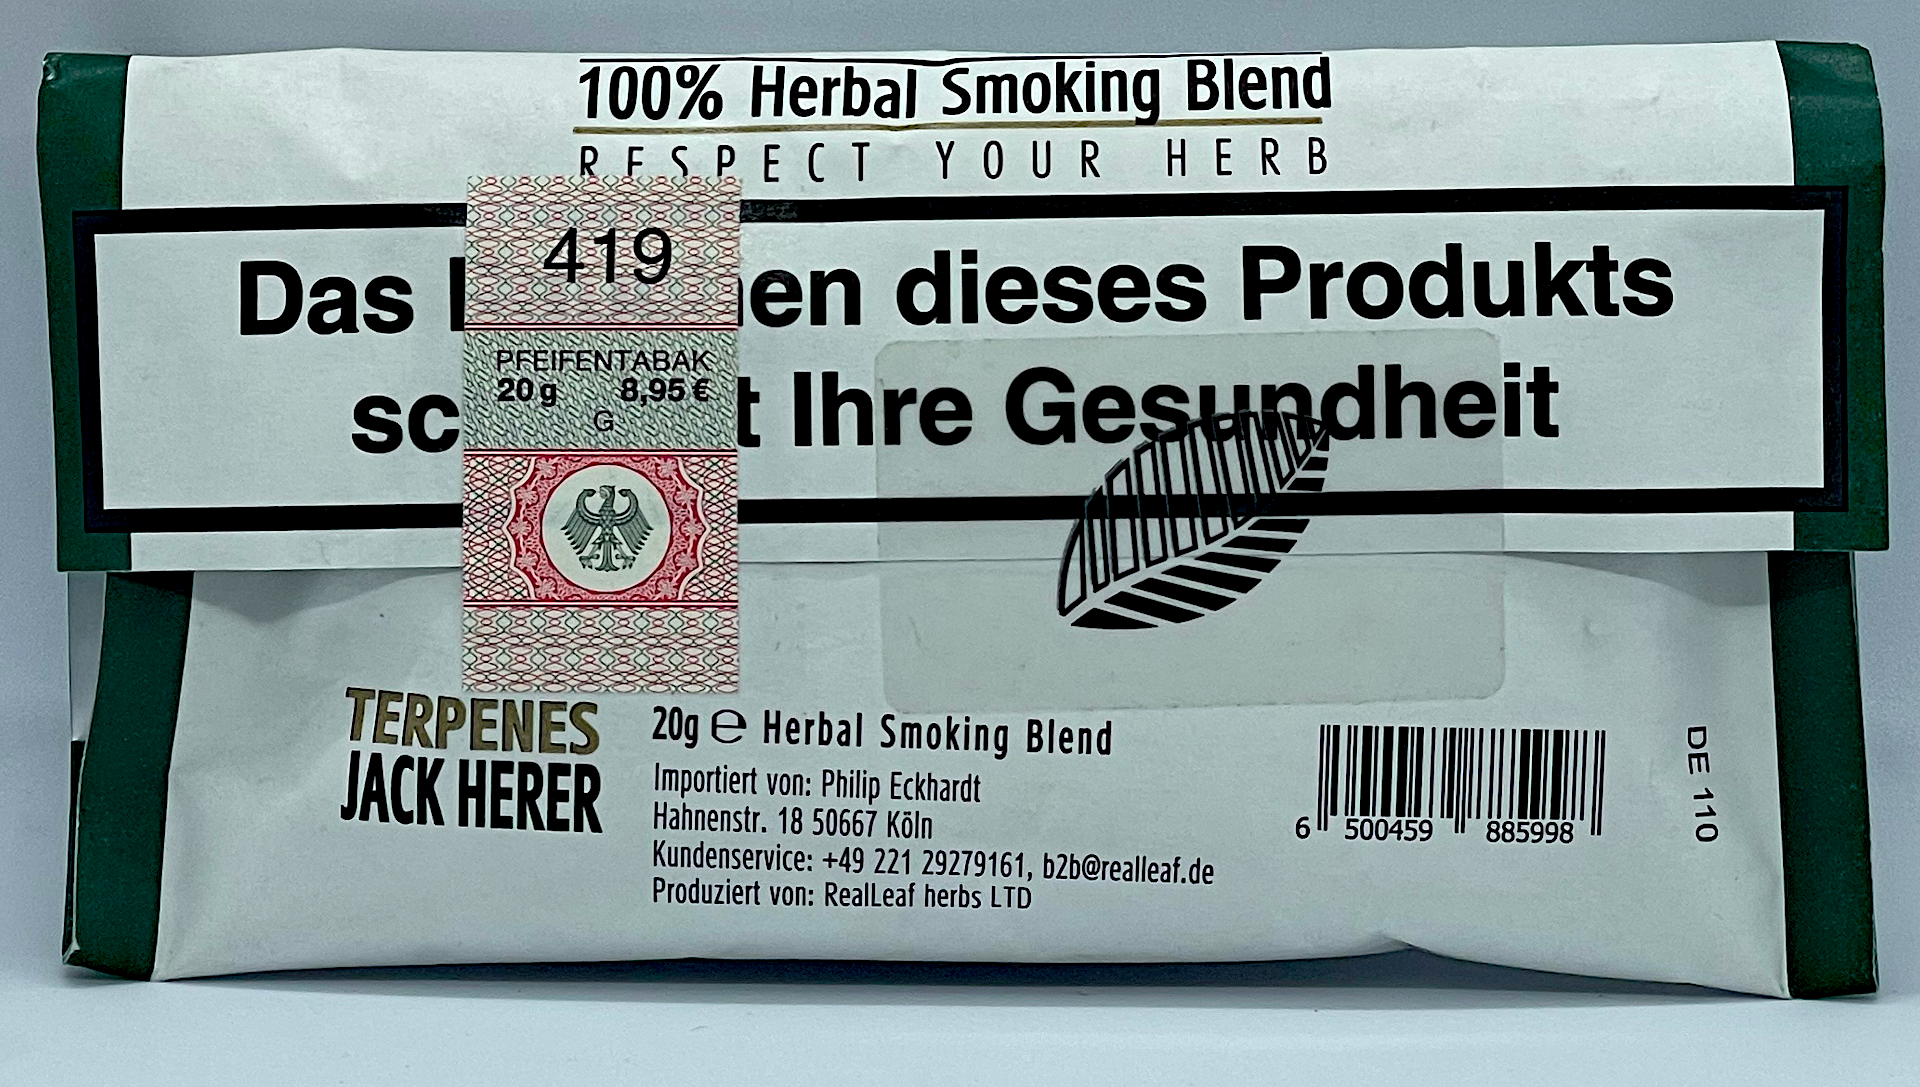 100% Herbal Smoking Blend
RESPECT YOUR HERB
419
Das dieses Produkts
PFEIFENTABAK
20 g 8,95 €
G
Ihre Gesundheit
TERPENES
JACK HERER
20g ℮ Herbal Smoking Blend
Importiert von: Philip Eckhardt
Hahnenstr. 18 50667 Köln
Kundenservice: +49 221 29279161, b2b@realleaf.de
Produziert von: RealLeaf herbs LTD
6 500459 885998
DE 110